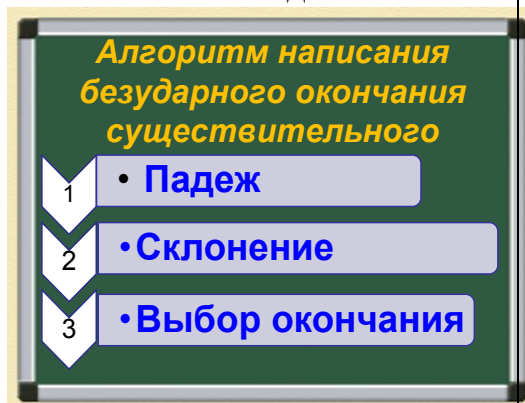 Алгоритм написания
безударного окончания
существительного
1 • Падеж
2 • Склонение
3 • Выбор окончания